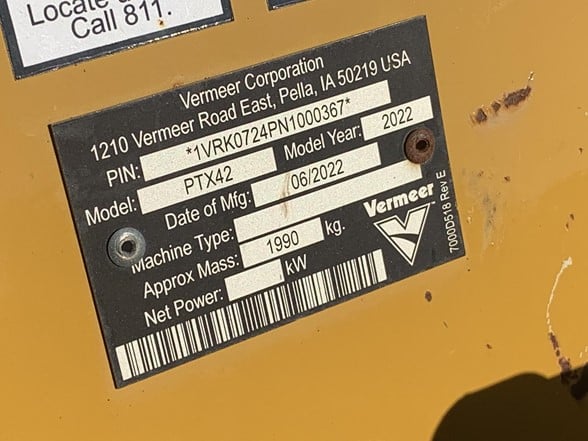 Locate
Call 811.
Vermeer Corporation
1210 Vermeer Road East, Pella, IA 50219 USA
PIN: *1VRK0724PN1000367*
Model: PTX42 Model Year: 2022
Date of Mfg: 06/2022
Machine Type:
Approx Mass: 1990 kg.
Net Power: kW
Vermeer
7000D518 Rev E